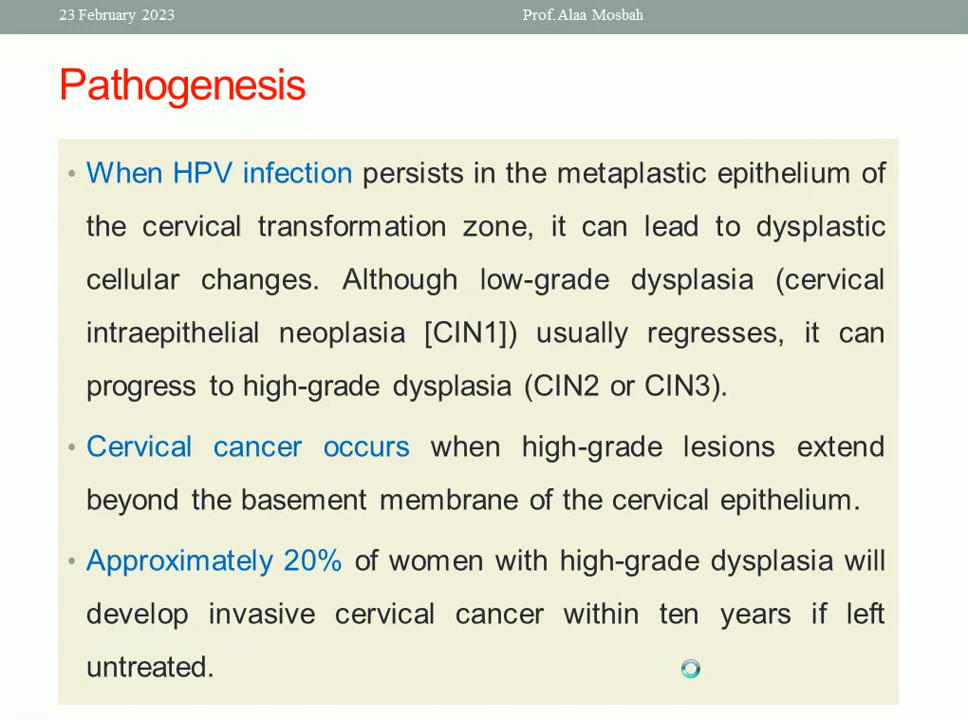 23 February 2023
Prof. Alaa Mosbah
Pathogenesis
• When HPV infection persists in the metaplastic epithelium of
the cervical transformation zone, it can lead to dysplastic
cellular changes. Although low-grade dysplasia (cervical
intraepithelial neoplasia [CIN1]) usually regresses, it can
progress to high-grade dysplasia (CIN2 or CIN3).
• Cervical cancer occurs when high-grade lesions extend
beyond the basement membrane of the cervical epithelium.
• Approximately 20% of women with high-grade dysplasia will
develop invasive cervical cancer within ten years if left
untreated.